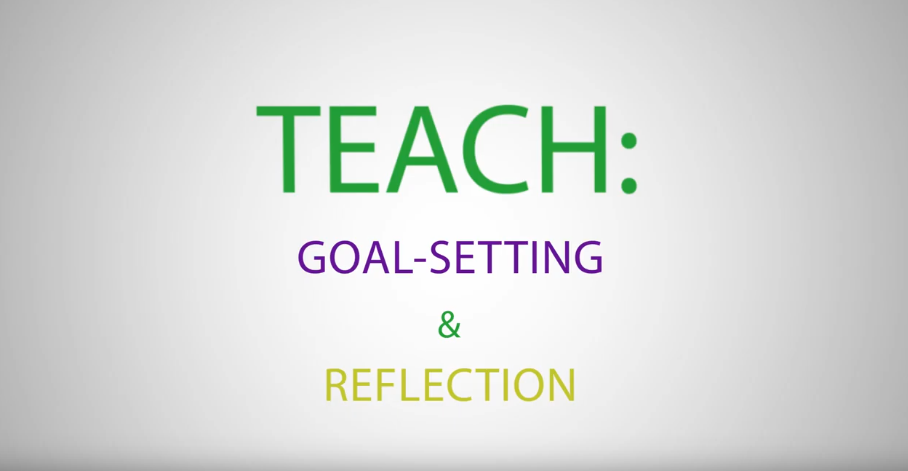 TEACH:
GOAL-SETTING
&
REFLECTION